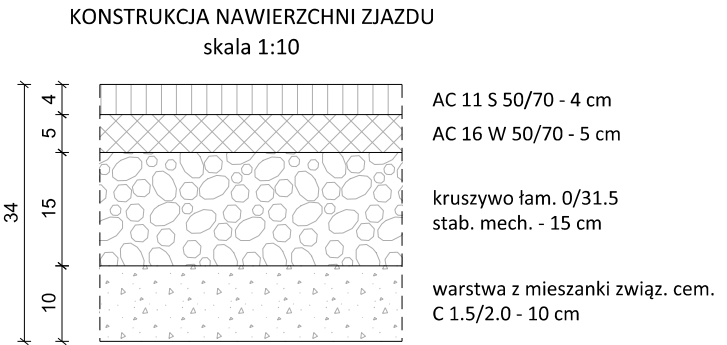 KONSTRUKCJA NAWIERZCHNI ZJAZDU
skala 1:10
4
AC 11 S 50/70 - 4 cm
5
AC 16 W 50/70 - 5 cm
34
15
kruszywo łam. 0/31.5
stab. mech. - 15 cm
10
warstwa z mieszanki związ. cem.
C 1.5/2.0 - 10 cm